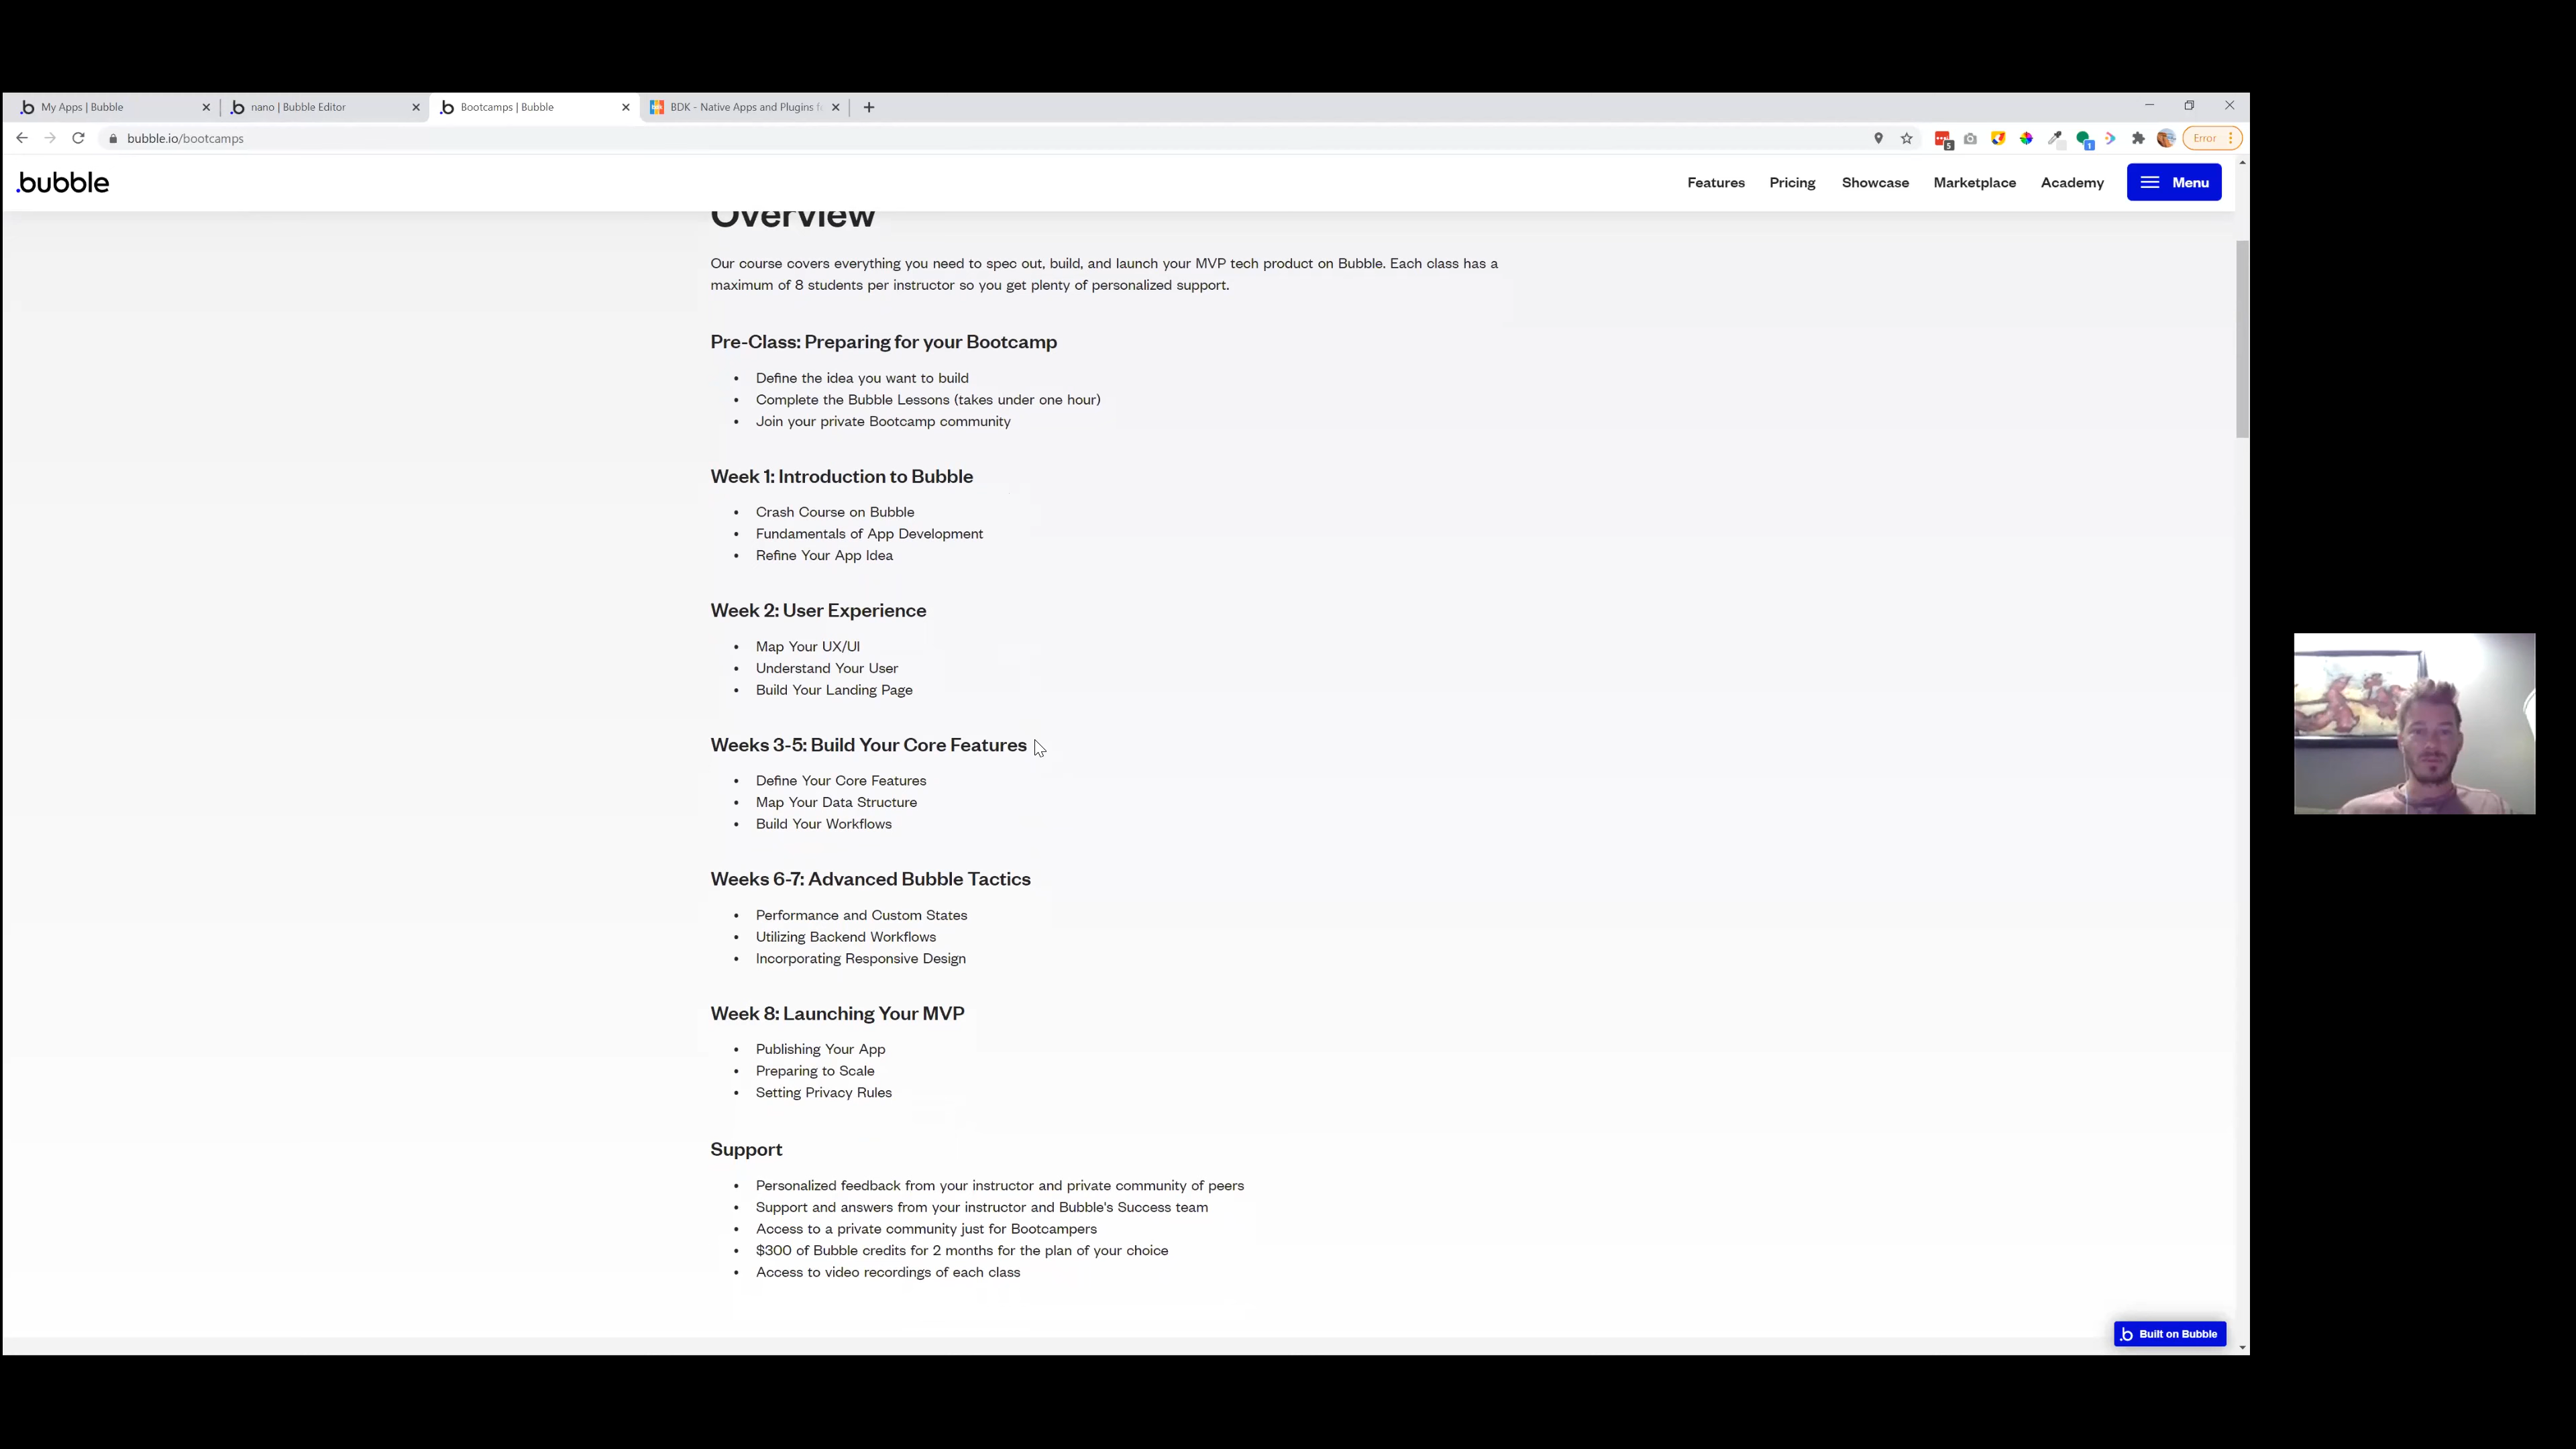 My Apps | Bubble
nano | Bubble Editor
Bootcamps | Bubble
BDK - Native Apps and Plugins f
bubble.io/bootcamps
5
1
Error
.bubble
Features
Pricing
Showcase
Marketplace
Academy
Menu
Overview
Our course covers everything you need to spec out, build, and launch your MVP tech product on Bubble. Each class has a
maximum of 8 students per instructor so you get plenty of personalized support.
Pre-Class: Preparing for your Bootcamp
• Define the idea you want to build
• Complete the Bubble Lessons (takes under one hour)
• Join your private Bootcamp community
Week 1: Introduction to Bubble
• Crash Course on Bubble
• Fundamentals of App Development
• Refine Your App Idea
Week 2: User Experience
• Map Your UX/UI
• Understand Your User
• Build Your Landing Page
Weeks 3-5: Build Your Core Features
• Define Your Core Features
• Map Your Data Structure
• Build Your Workflows
Weeks 6-7: Advanced Bubble Tactics
• Performance and Custom States
• Utilizing Backend Workflows
• Incorporating Responsive Design
Week 8: Launching Your MVP
• Publishing Your App
• Preparing to Scale
• Setting Privacy Rules
Support
• Personalized feedback from your instructor and private community of peers
• Support and answers from your instructor and Bubble's Success team
• Access to a private community just for Bootcampers
• $300 of Bubble credits for 2 months for the plan of your choice
• Access to video recordings of each class
.b Built on Bubble